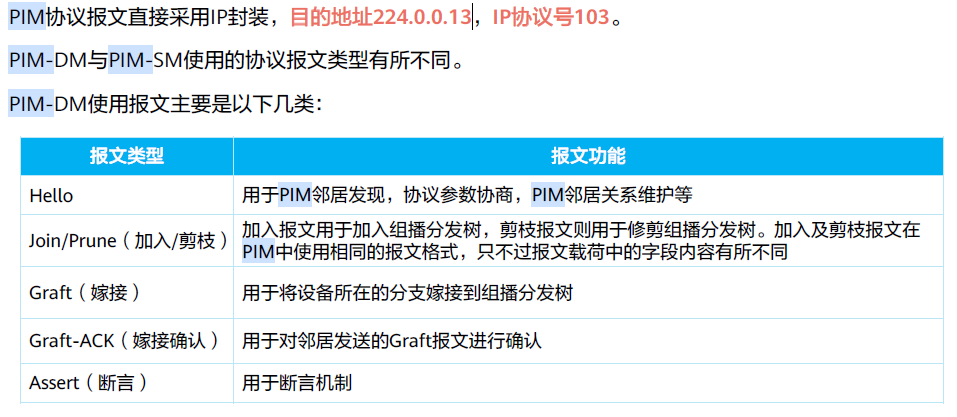 PIM协议报文直接采用IP封装，目的地址224.0.0.13，IP协议号103。
PIM-DM与PIM-SM使用的协议报文类型有所不同。
PIM-DM使用报文主要是以下几类：
报文类型 报文功能
Hello 用于PIM邻居发现，协议参数协商，PIM邻居关系维护等
Join/Prune（加入/剪枝） 加入报文用于加入组播分发树，剪枝报文则用于修剪组播分发树。加入及剪枝报文在
PIM中使用相同的报文格式，只不过报文载荷中的字段内容有所不同
Graft（嫁接） 用于将设备所在的分支嫁接到组播分发树
Graft-ACK（嫁接确认） 用于对邻居发送的Graft报文进行确认
Assert（断言） 用于断言机制